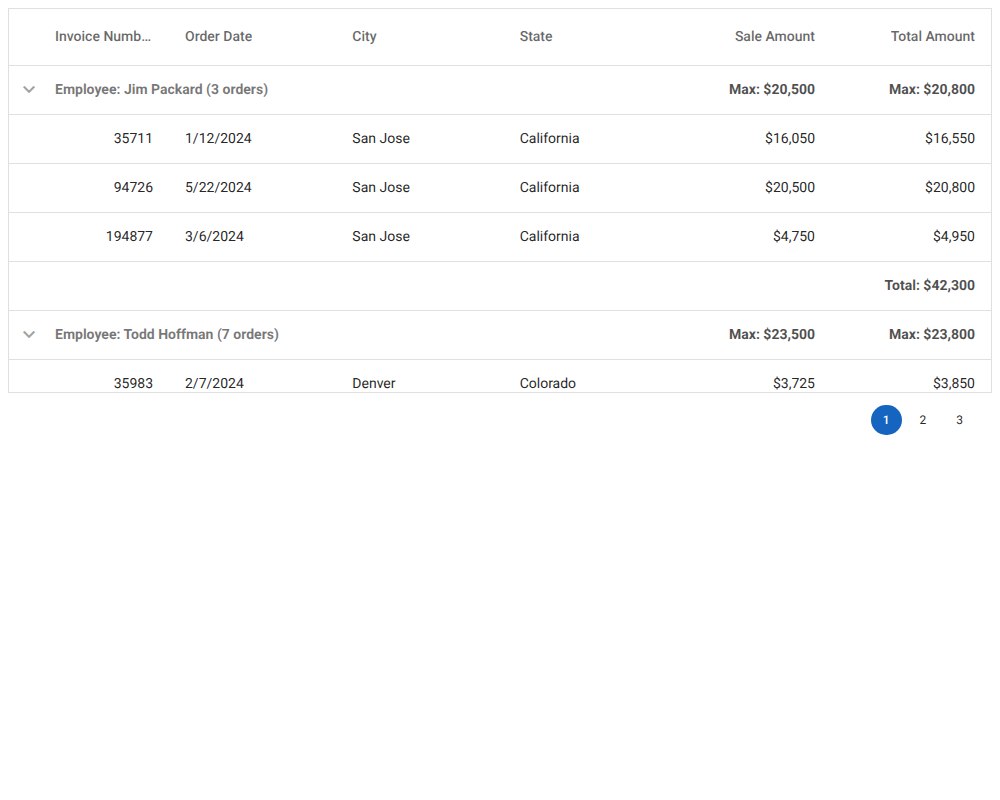 Invoice Numb... Order Date City State Sale Amount Total Amount
Employee: Jim Packard (3 orders) Max: $20,500 Max: $20,800
35711 1/12/2024 San Jose California $16,050 $16,550
94726 5/22/2024 San Jose California $20,500 $20,800
194877 3/6/2024 San Jose California $4,750 $4,950
Total: $42,300
Employee: Todd Hoffman (7 orders) Max: $23,500 Max: $23,800
35983 2/7/2024 Denver Colorado $3,725 $3,850
1 2 3